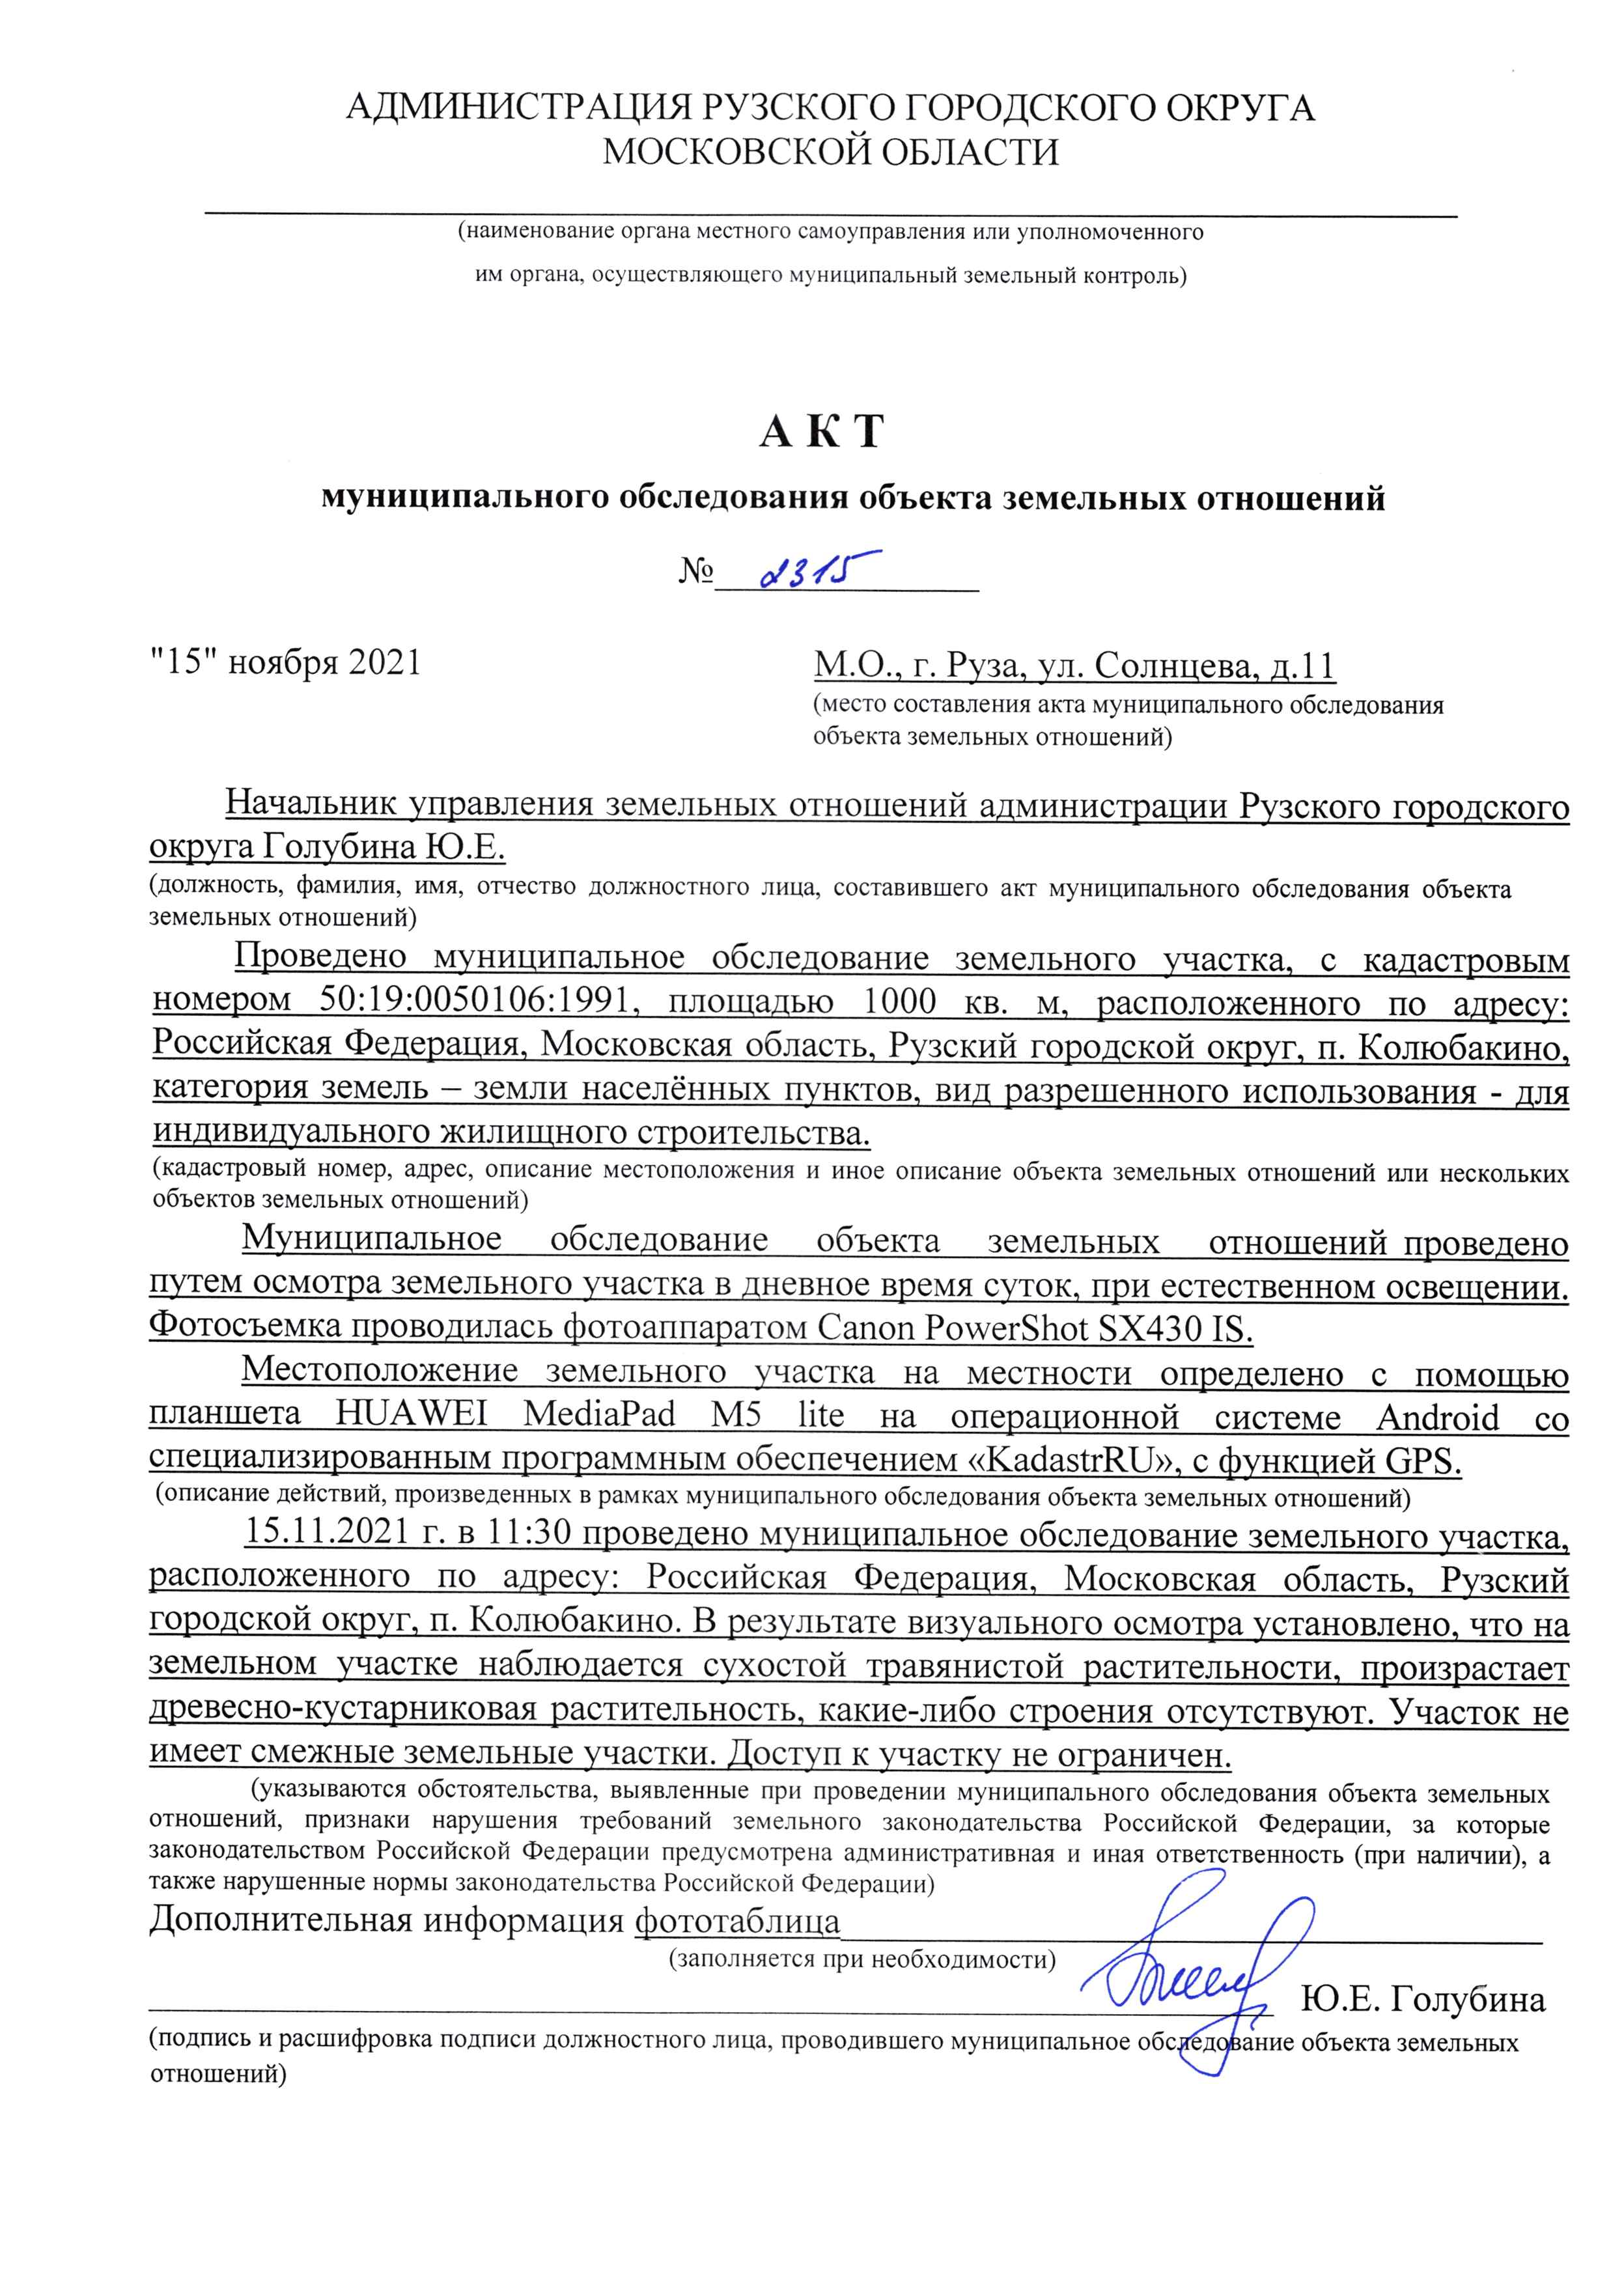 АДМИНИСТРАЦИЯ РУЗСКОГО ГОРОДСКОГО ОКРУГА
МОСКОВСКОЙ ОБЛАСТИ
(наименование органа местного самоуправления или уполномоченного
им органа, осуществляющего муниципальный земельный контроль)
А К Т
муниципального обследования объекта земельных отношений
№ 2315
"15" ноября 2021
М.О., г. Руза, ул. Солнцева, д.11
(место составления акта муниципального обследования
объекта земельных отношений)
Начальник управления земельных отношений администрации Рузского городского
округа Голубина Ю.Е.
(должность, фамилия, имя, отчество должностного лица, составившего акт муниципального обследования объекта
земельных отношений)
Проведено муниципальное обследование земельного участка, с кадастровым
номером 50:19:0050106:1991, площадью 1000 кв. м, расположенного по адресу:
Российская Федерация, Московская область, Рузский городской округ, п. Колюбакино,
категория земель – земли населённых пунктов, вид разрешенного использования - для
индивидуального жилищного строительства.
(кадастровый номер, адрес, описание местоположения и иное описание объекта земельных отношений или нескольких
объектов земельных отношений)
Муниципальное обследование объекта земельных отношений проведено
путем осмотра земельного участка в дневное время суток, при естественном освещении.
Фотосъемка проводилась фотоаппаратом Canon PowerShot SX430 IS.
Местоположение земельного участка на местности определено с помощью
планшета HUAWEI MediaPad M5 lite на операционной системе Android со
специализированным программным обеспечением «KadastrRU», с функцией GPS.
(описание действий, произведенных в рамках муниципального обследования объекта земельных отношений)
15.11.2021 г. в 11:30 проведено муниципальное обследование земельного участка,
расположенного по адресу: Российская Федерация, Московская область, Рузский
городской округ, п. Колюбакино. В результате визуального осмотра установлено, что на
земельном участке наблюдается сухостой травянистой растительности, произрастает
древесно-кустарниковая растительность, какие-либо строения отсутствуют. Участок не
имеет смежные земельные участки. Доступ к участку не ограничен.
(указываются обстоятельства, выявленные при проведении муниципального обследования объекта земельных
отношений, признаки нарушения требований земельного законодательства Российской Федерации, за которые
законодательством Российской Федерации предусмотрена административная и иная ответственность (при наличии), а
также нарушенные нормы законодательства Российской Федерации)
Дополнительная информация фототаблица
(заполняется при необходимости)
Ю.Е. Голубина
(подпись и расшифровка подписи должностного лица, проводившего муниципальное обследование объекта земельных
отношений)